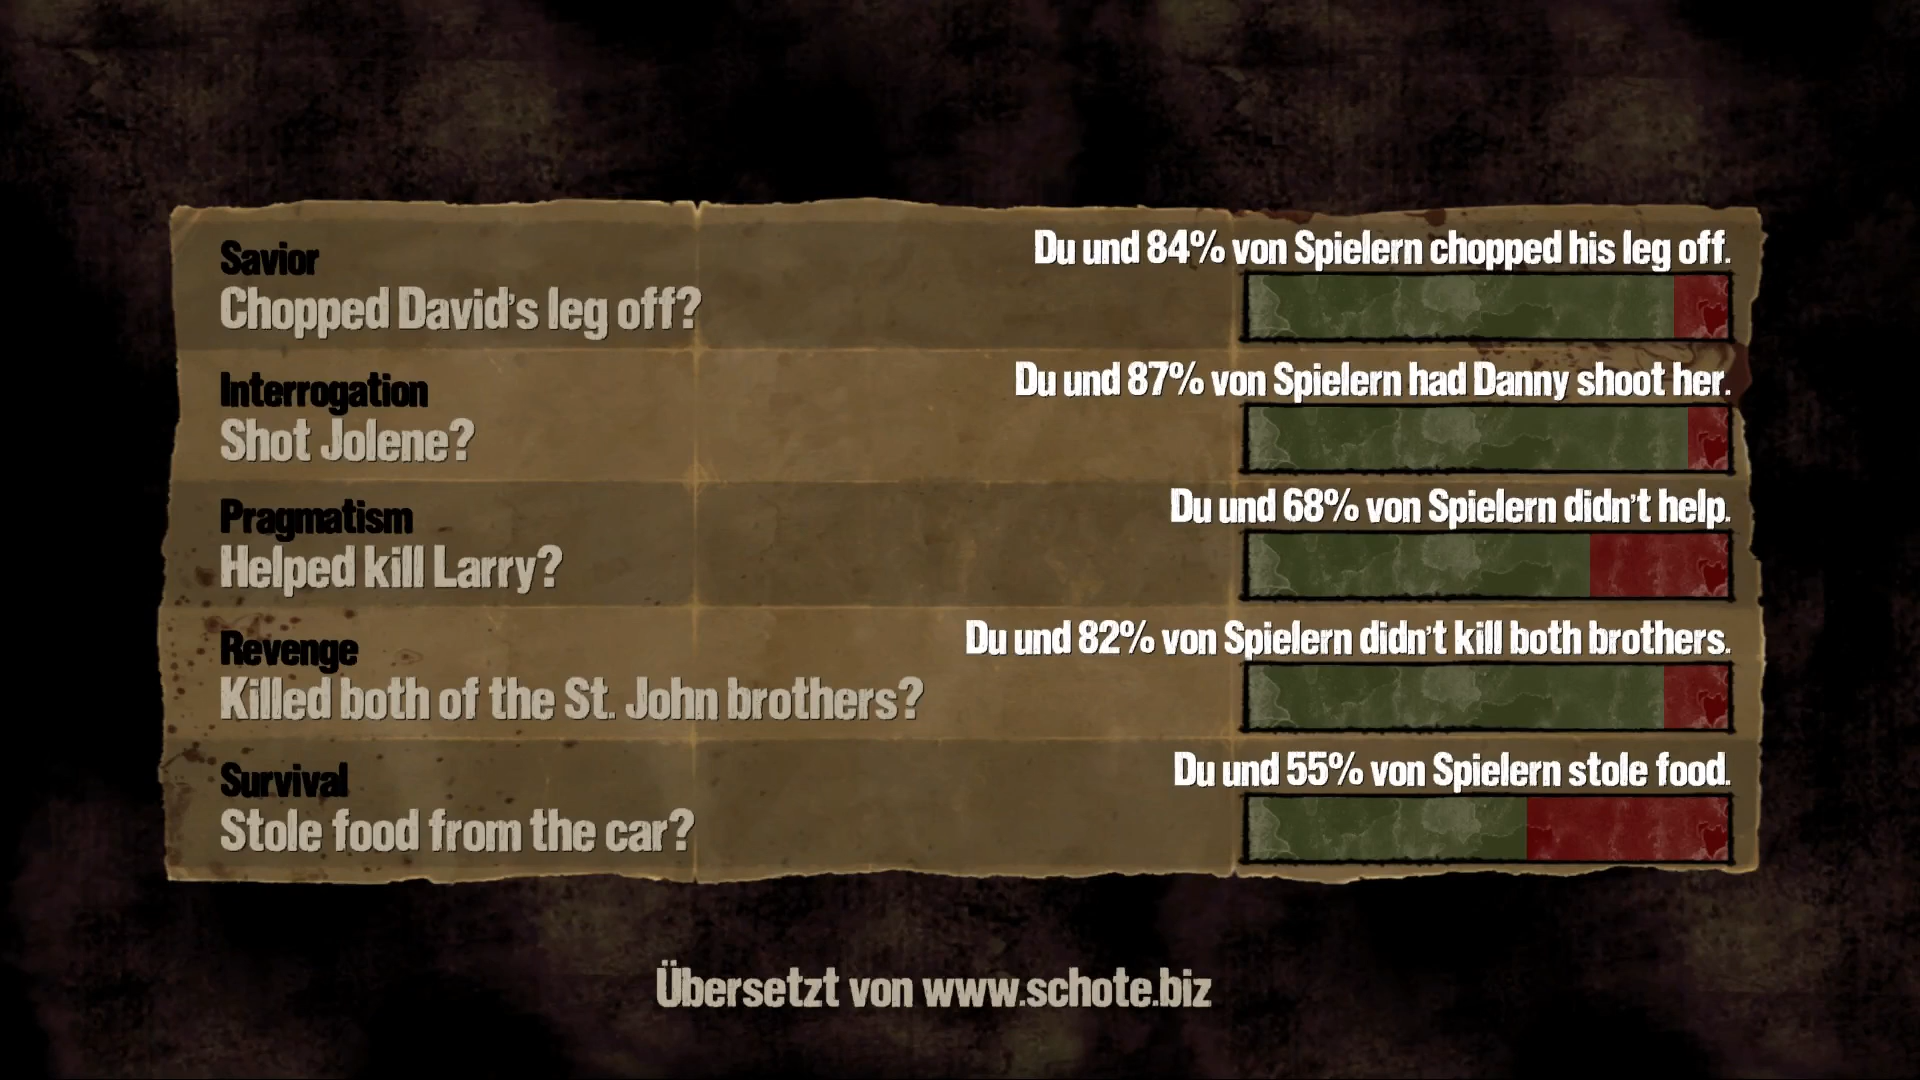 Savior
Du und 84% von Spielern chopped his leg off.
Chopped David's leg off?
Interrogation
Du und 87% von Spielern had Danny shoot her.
Shot Jolene?
Pragmatism
Du und 68% von Spielern didn't help.
Helped kill Larry?
Revenge
Du und 82% von Spielern didn't kill both brothers.
Killed both of the St. John brothers?
Survival
Du und 55% von Spielern stole food.
Stole food from the car?
Übersetzt von www.schote.biz